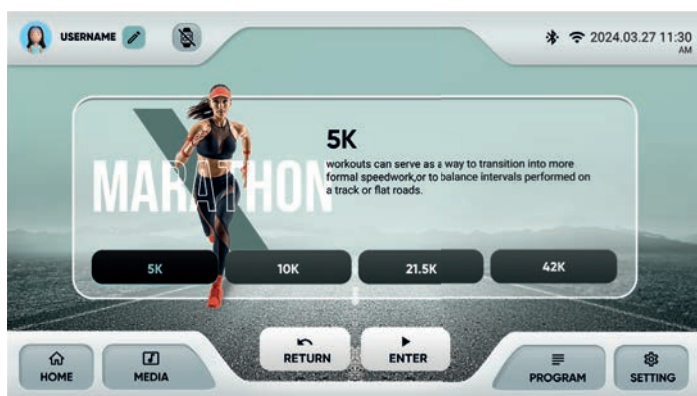 USERNAME
2024.03.27 11:30
AM
5K
workouts can serve as a way to transition into more
formal speedwork,or to balance intervals performed on
a track or flat roads.
MARATHON
5K
10K
21.5K
42K
RETURN
ENTER
HOME
MEDIA
PROGRAM
SETTING